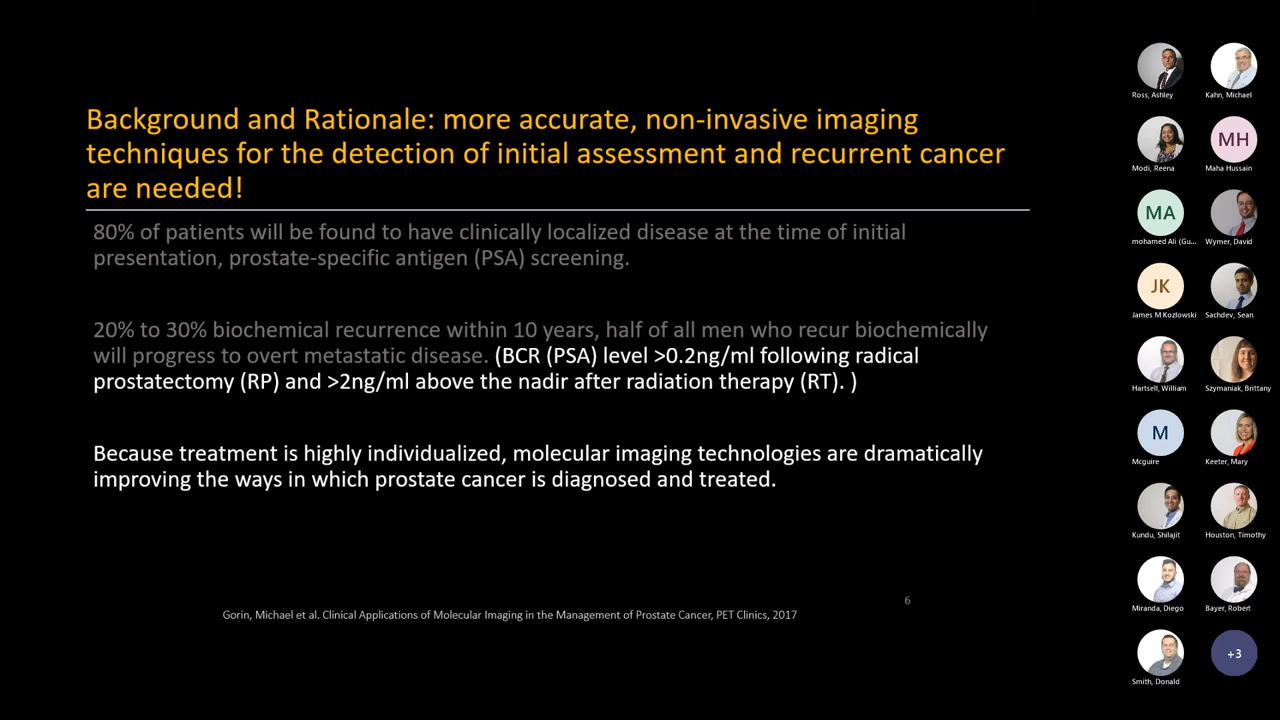 Background and Rationale: more accurate, non-invasive imaging
techniques for the detection of initial assessment and recurrent cancer
are needed!
80% of patients will be found to have clinically localized disease at the time of initial
presentation, prostate-specific antigen (PSA) screening.
20% to 30% biochemical recurrence within 10 years, half of all men who recur biochemically
will progress to overt metastatic disease. (BCR (PSA) level >0.2ng/ml following radical
prostatectomy (RP) and >2ng/ml above the nadir after radiation therapy (RT). )
Because treatment is highly individualized, molecular imaging technologies are dramatically
improving the ways in which prostate cancer is diagnosed and treated.
6
Gorin, Michael et al. Clinical Applications of Molecular Imaging in the Management of Prostate Cancer, PET Clinics, 2017
Ross, Ashley
Kahn, Michael
MH
Modi, Reena
Maha Hussain
MA
mohamed Ali (Gu...
Wymer, David
JK
James M Kozlowski
Sachdev, Sean
Hartsell, William
Szymaniak, Brittany
M
Mcguire
Keeter, Mary
Kundu, Shilajit
Houston, Timothy
Miranda, Diego
Bayer, Robert
+3
Smith, Donald